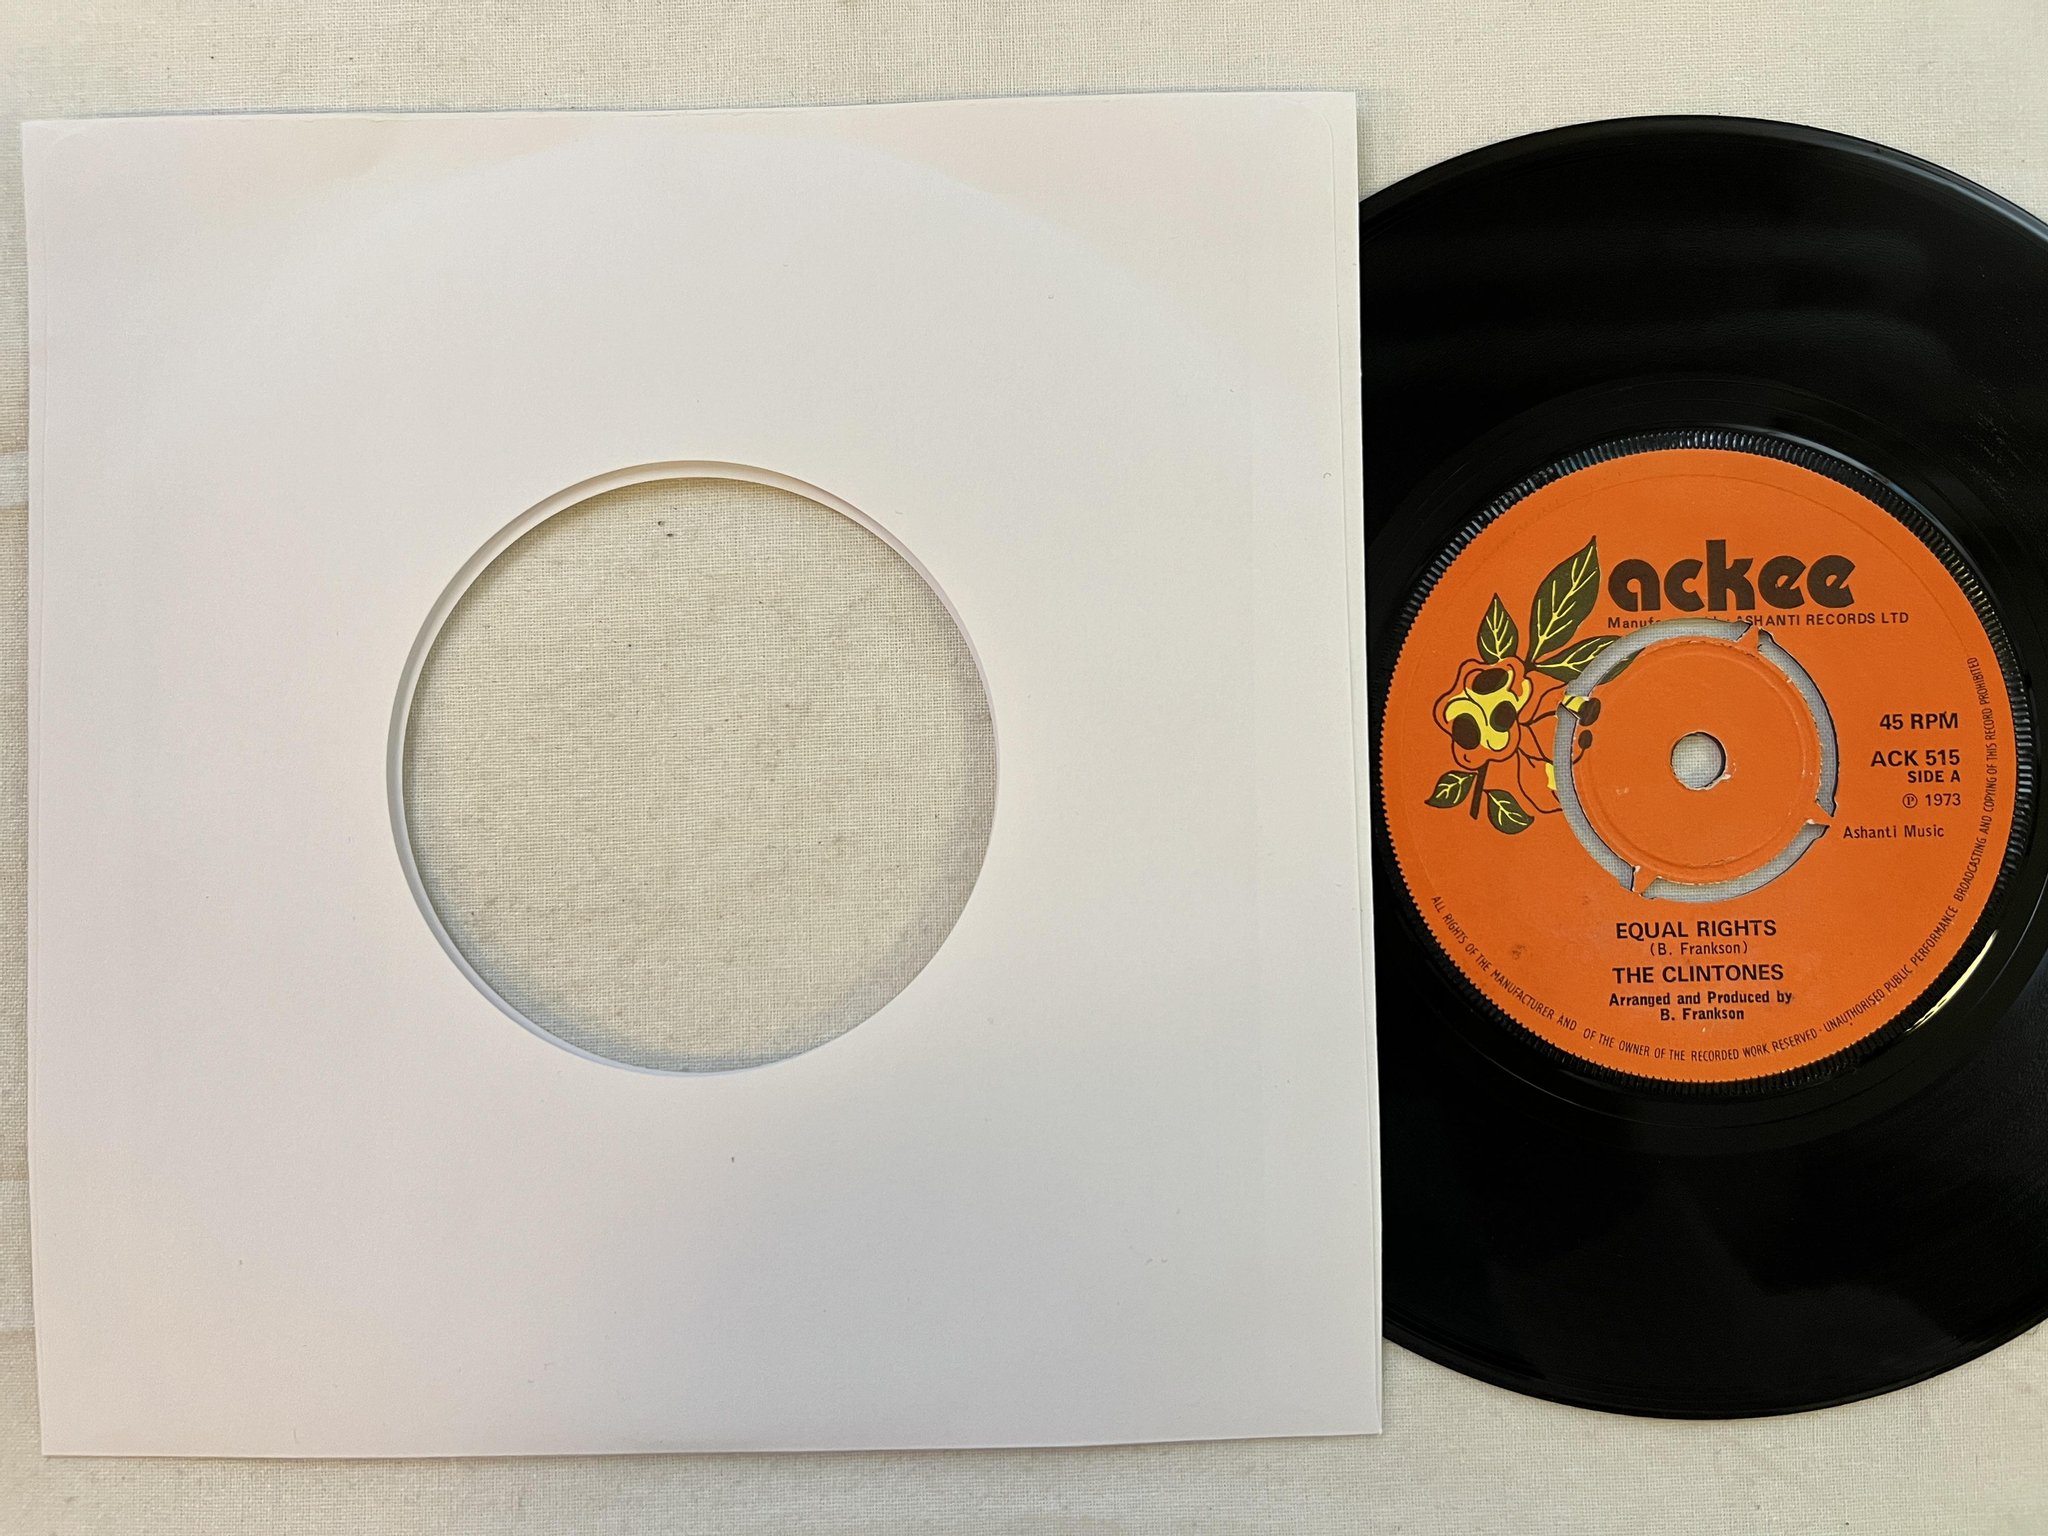 ackee
Manufactured by ASHANTI RECORDS LTD
45 RPM
ACK 515
SIDE A
Ⓟ 1973
Ashanti Music
EQUAL RIGHTS
(B. Frankson)
THE CLINTONES
Arranged and Produced by
B. Frankson
ALL RIGHTS OF THE MANUFACTURER AND OF THE OWNER OF THE RECORDED WORK RESERVED - UNAUTHORISED PUBLIC PERFORMANCE BROADCASTING AND COPYING OF THIS RECORD PROHIBITED